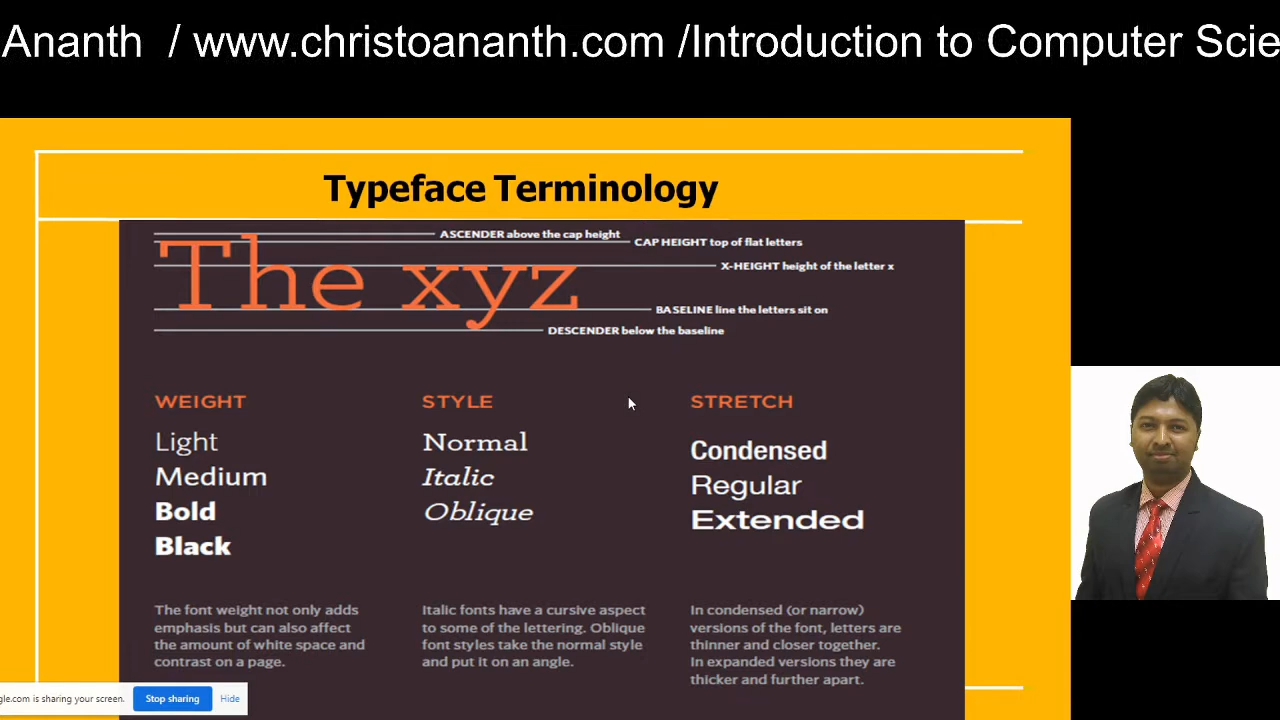 Ananth / www.christoananth.com /Introduction to Computer Scie
Typeface Terminology
The xyz
ASCENDER above the cap height
CAP HEIGHT top of flat letters
X-HEIGHT height of the letter x
BASELINE line the letters sit on
DESCENDER below the baseline
WEIGHT
Light
Medium
Bold
Black
The font weight not only adds
emphasis but can also affect
the amount of white space and
contrast on a page.
STYLE
Normal
Italic
Oblique
Italic fonts have a cursive aspect
to some of the lettering. Oblique
font styles take the normal style
and put it on an angle.
STRETCH
Condensed
Regular
Extended
In condensed (or narrow)
versions of the font, letters are
thinner and closer together.
In expanded versions they are
thicker and further apart.
gle.com is sharing your screen.
Stop sharing
Hide